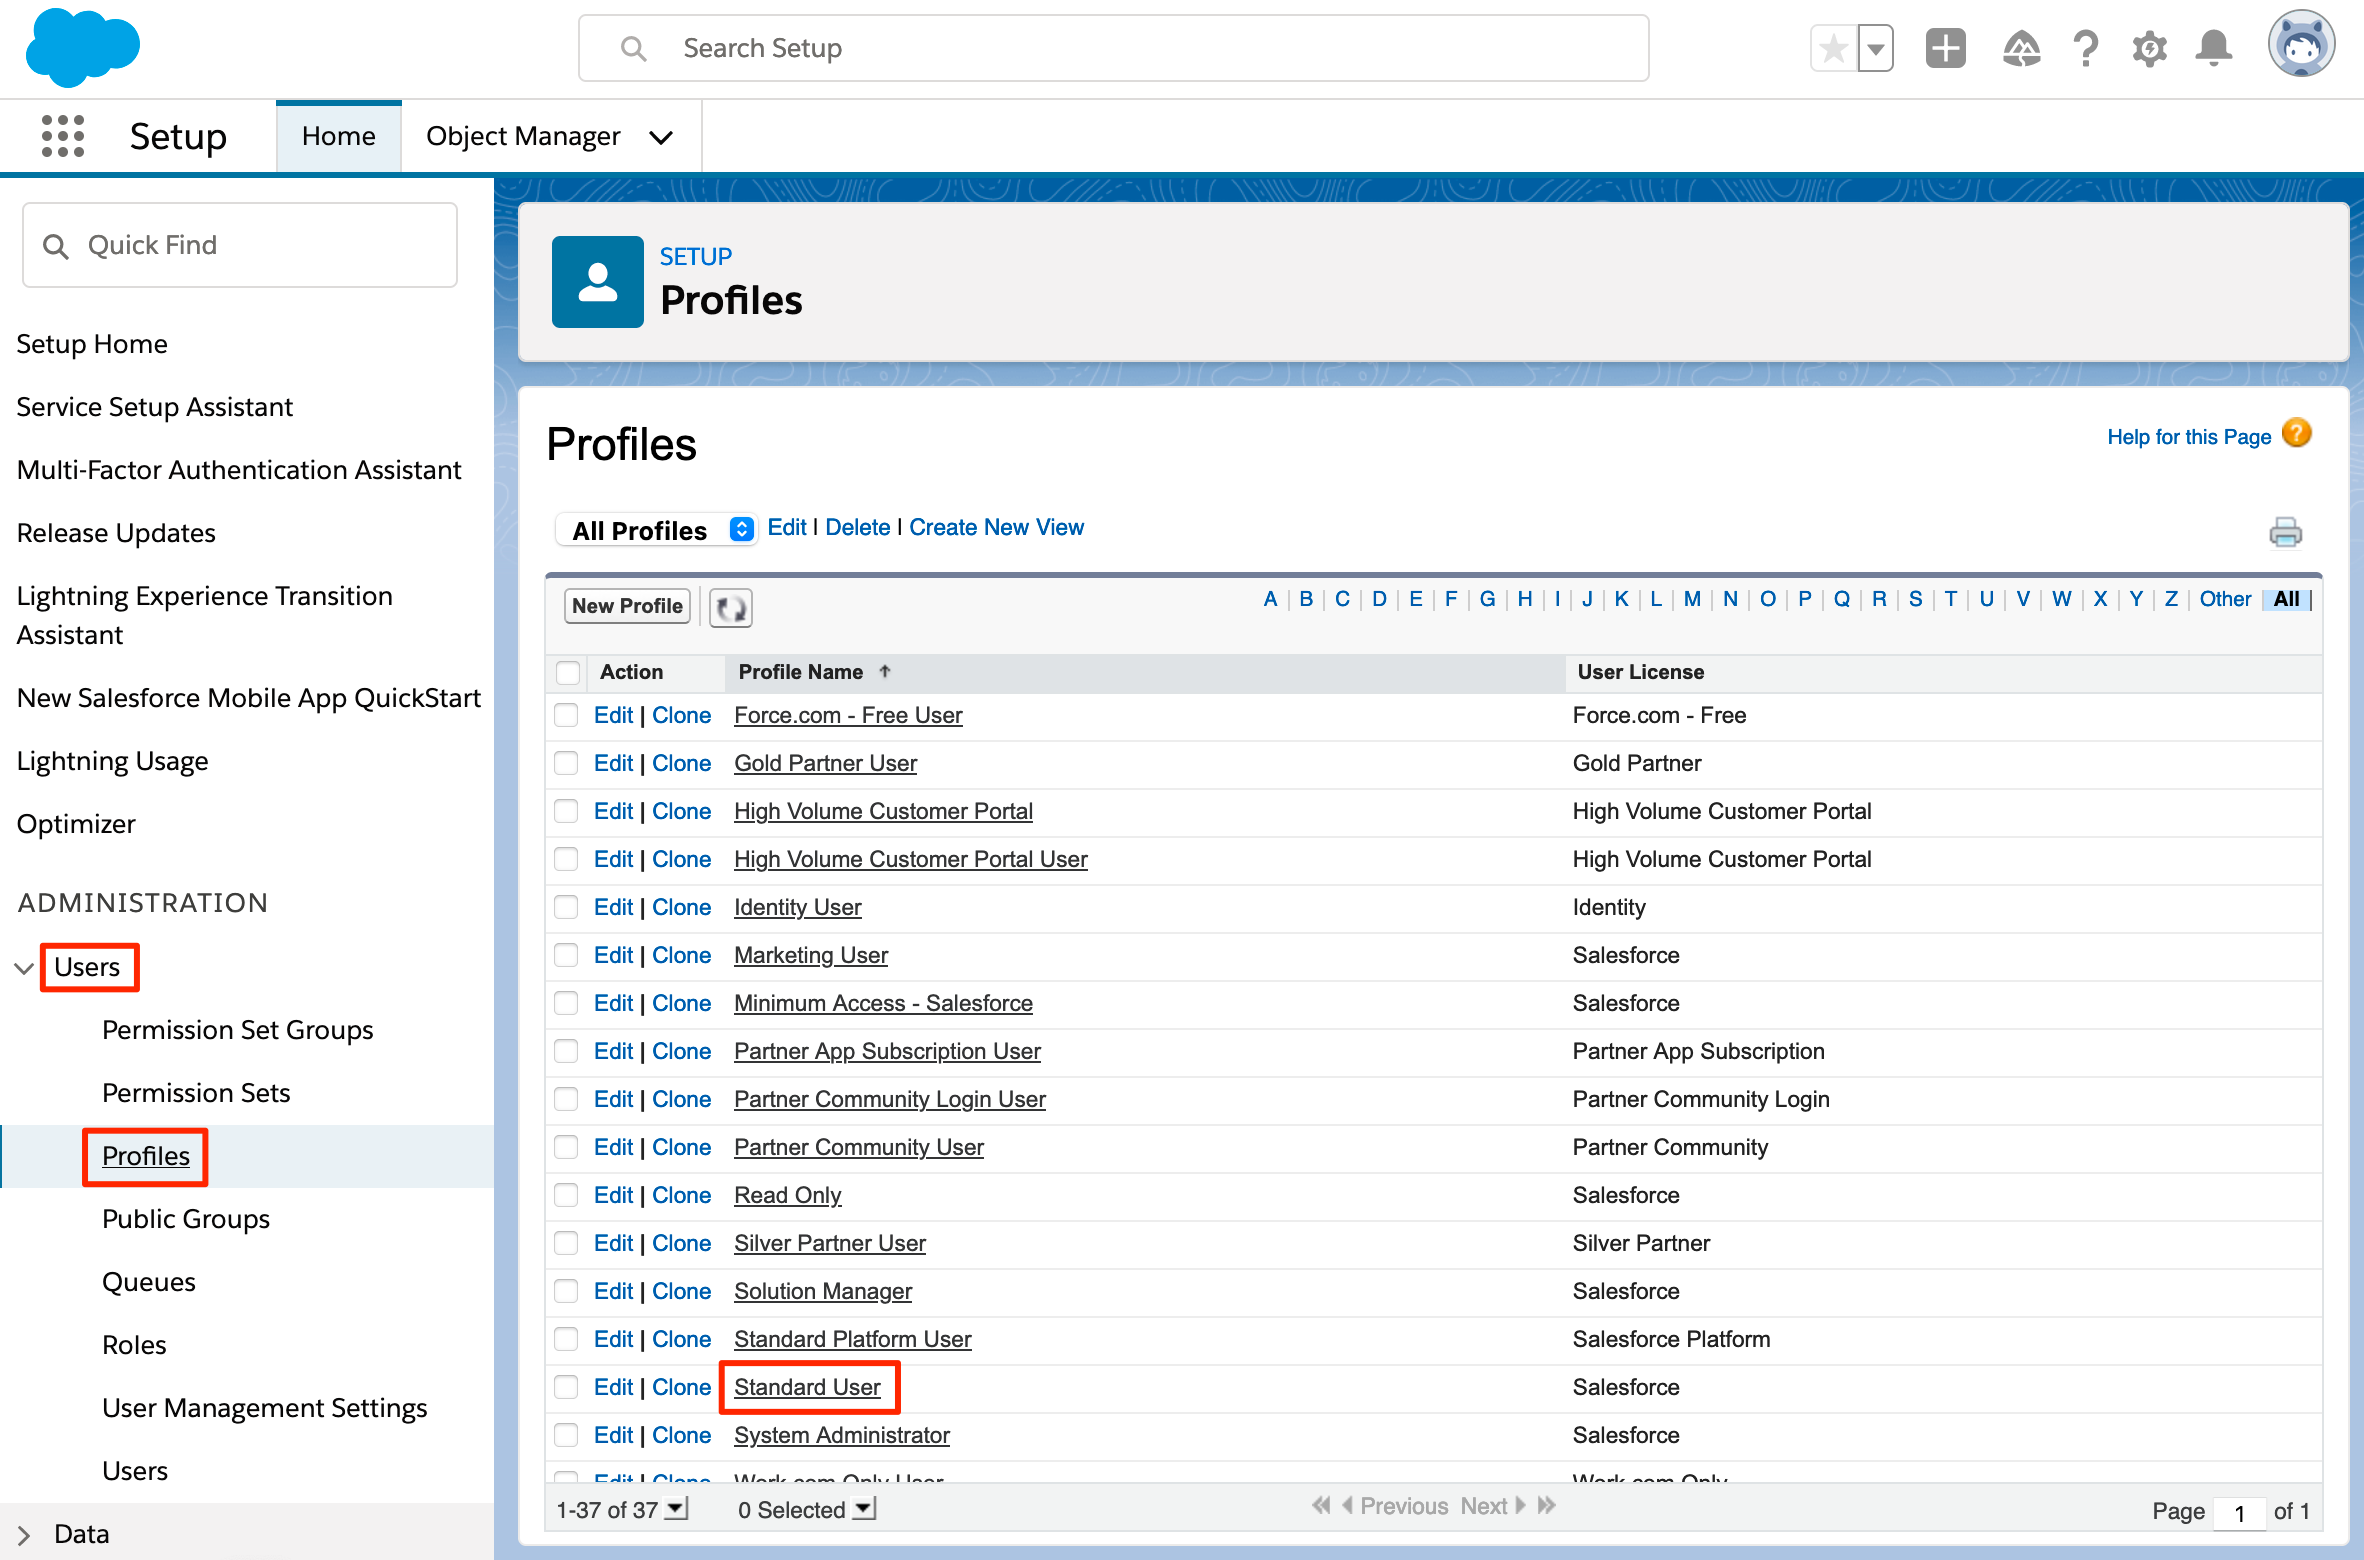 Search Setup
Setup
Home
Object Manager
Quick Find
Setup Home
Service Setup Assistant
Multi-Factor Authentication Assistant
Release Updates
Lightning Experience Transition
Assistant
New Salesforce Mobile App QuickStart
Lightning Usage
Optimizer
ADMINISTRATION
Users
Permission Set Groups
Permission Sets
Profiles
Public Groups
Queues
Roles
User Management Settings
Users
Data
SETUP
Profiles
Profiles
Help for this Page ?
All Profiles Edit | Delete | Create New View
New Profile
A | B | C | D | E | F | G | H | I | J | K | L | M | N | O | P | Q | R | S | T | U | V | W | X | Y | Z | Other | All |
Action Profile Name ↑ User License
Edit | Clone Force.com - Free User Force.com - Free
Edit | Clone Gold Partner User Gold Partner
Edit | Clone High Volume Customer Portal High Volume Customer Portal
Edit | Clone High Volume Customer Portal User High Volume Customer Portal
Edit | Clone Identity User Identity
Edit | Clone Marketing User Salesforce
Edit | Clone Minimum Access - Salesforce Salesforce
Edit | Clone Partner App Subscription User Partner App Subscription
Edit | Clone Partner Community Login User Partner Community Login
Edit | Clone Partner Community User Partner Community
Edit | Clone Read Only Salesforce
Edit | Clone Silver Partner User Silver Partner
Edit | Clone Solution Manager Salesforce
Edit | Clone Standard Platform User Salesforce Platform
Edit | Clone Standard User Salesforce
Edit | Clone System Administrator Salesforce
Edit | Clone Work.com Only User Work.com Only
1-37 of 37 0 Selected Previous Next Page 1 of 1